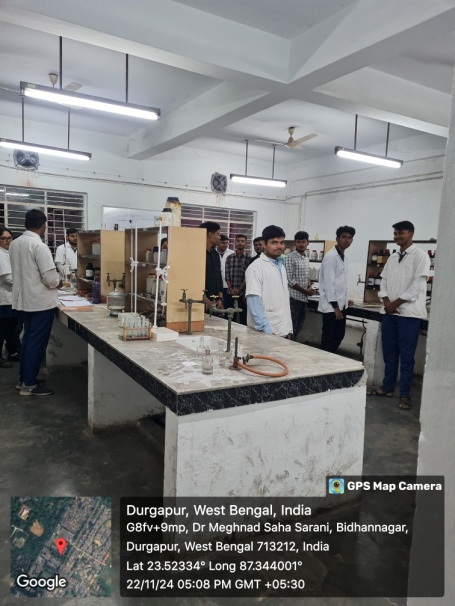 GPS Map Camera
Durgapur, West Bengal, India
G8fv+9mp, Dr Meghnad Saha Sarani, Bidhannagar,
Durgapur, West Bengal 713212, India
Lat 23.52334° Long 87.344001°
22/11/24 05:08 PM GMT +05:30
Google